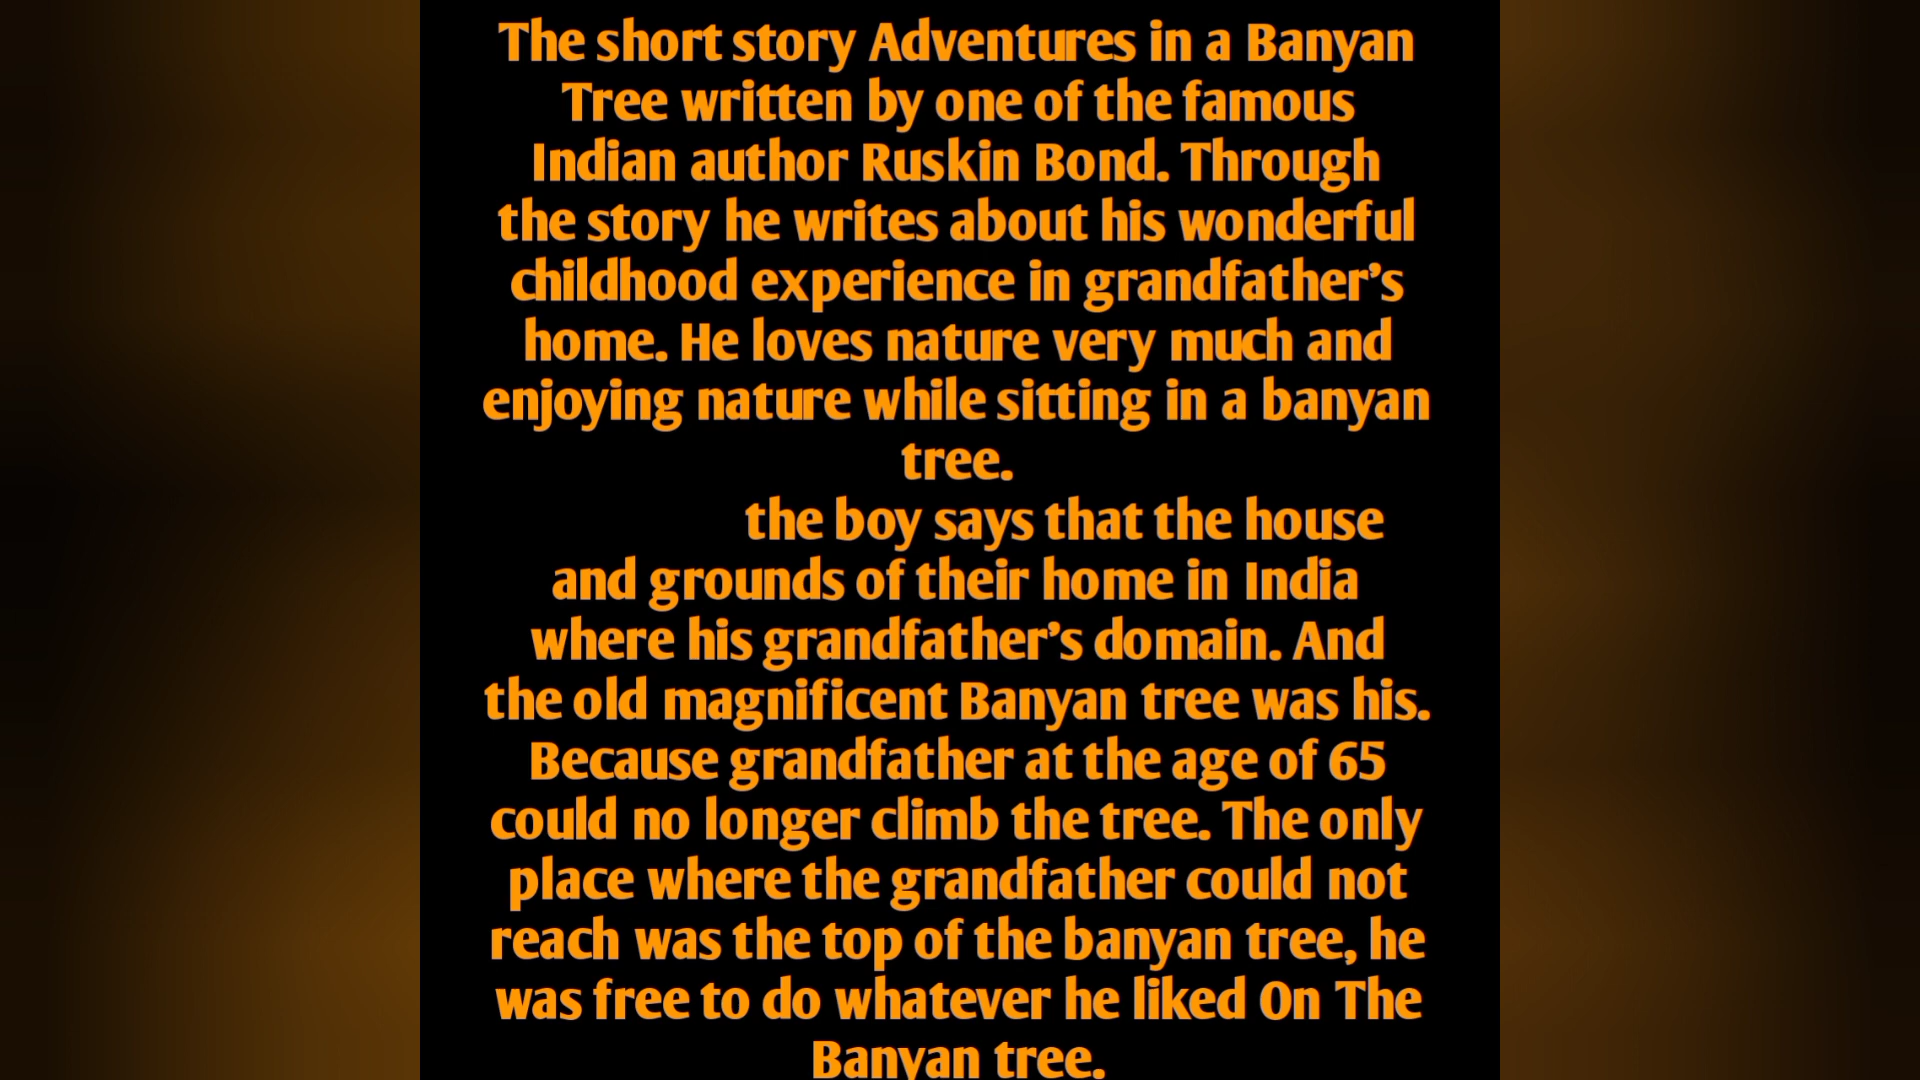 The short story Adventures in a Banyan
Tree written by one of the famous
Indian author Ruskin Bond. Through
the story he writes about his wonderful
childhood experience in grandfather’s
home. He loves nature very much and
enjoying nature while sitting in a banyan
tree.
the boy says that the house
and grounds of their home in India
where his grandfather’s domain. And
the old magnificent Banyan tree was his.
Because grandfather at the age of 65
could no longer climb the tree. The only
place where the grandfather could not
reach was the top of the banyan tree, he
was free to do whatever he liked On The
Banyan tree.